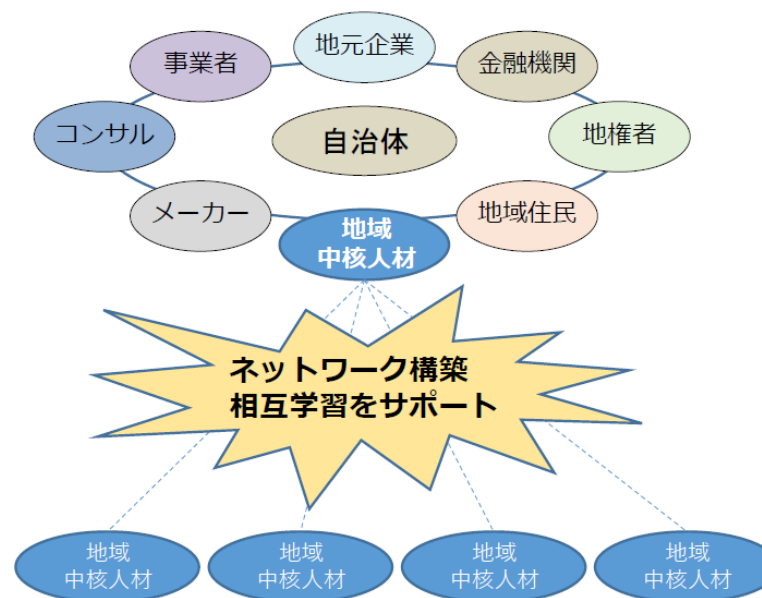 地元企業
事業者
金融機関
コンサル
自治体
地権者
メーカー
地域住民
地域
中核人材
ネットワーク構築
相互学習をサポート
地域
中核人材
地域
中核人材
地域
中核人材
地域
中核人材